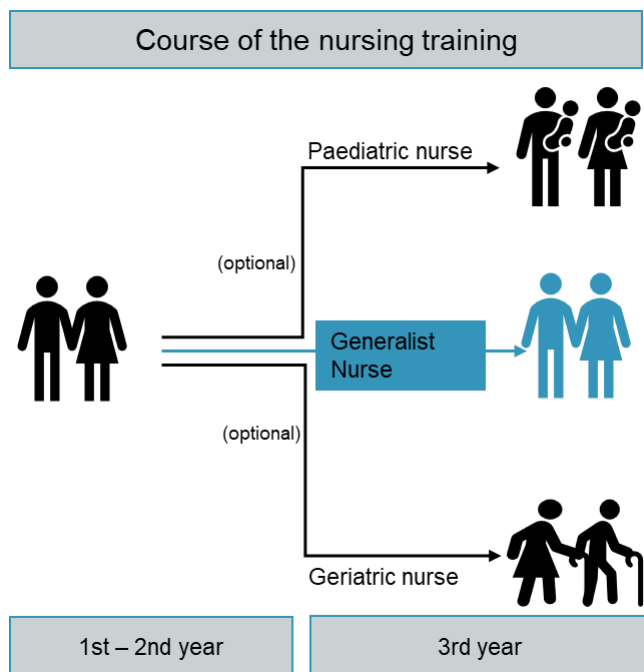 Course of the nursing training
Paediatric nurse
(optional)
Generalist
Nurse
(optional)
Geriatric nurse
1st – 2nd year
3rd year